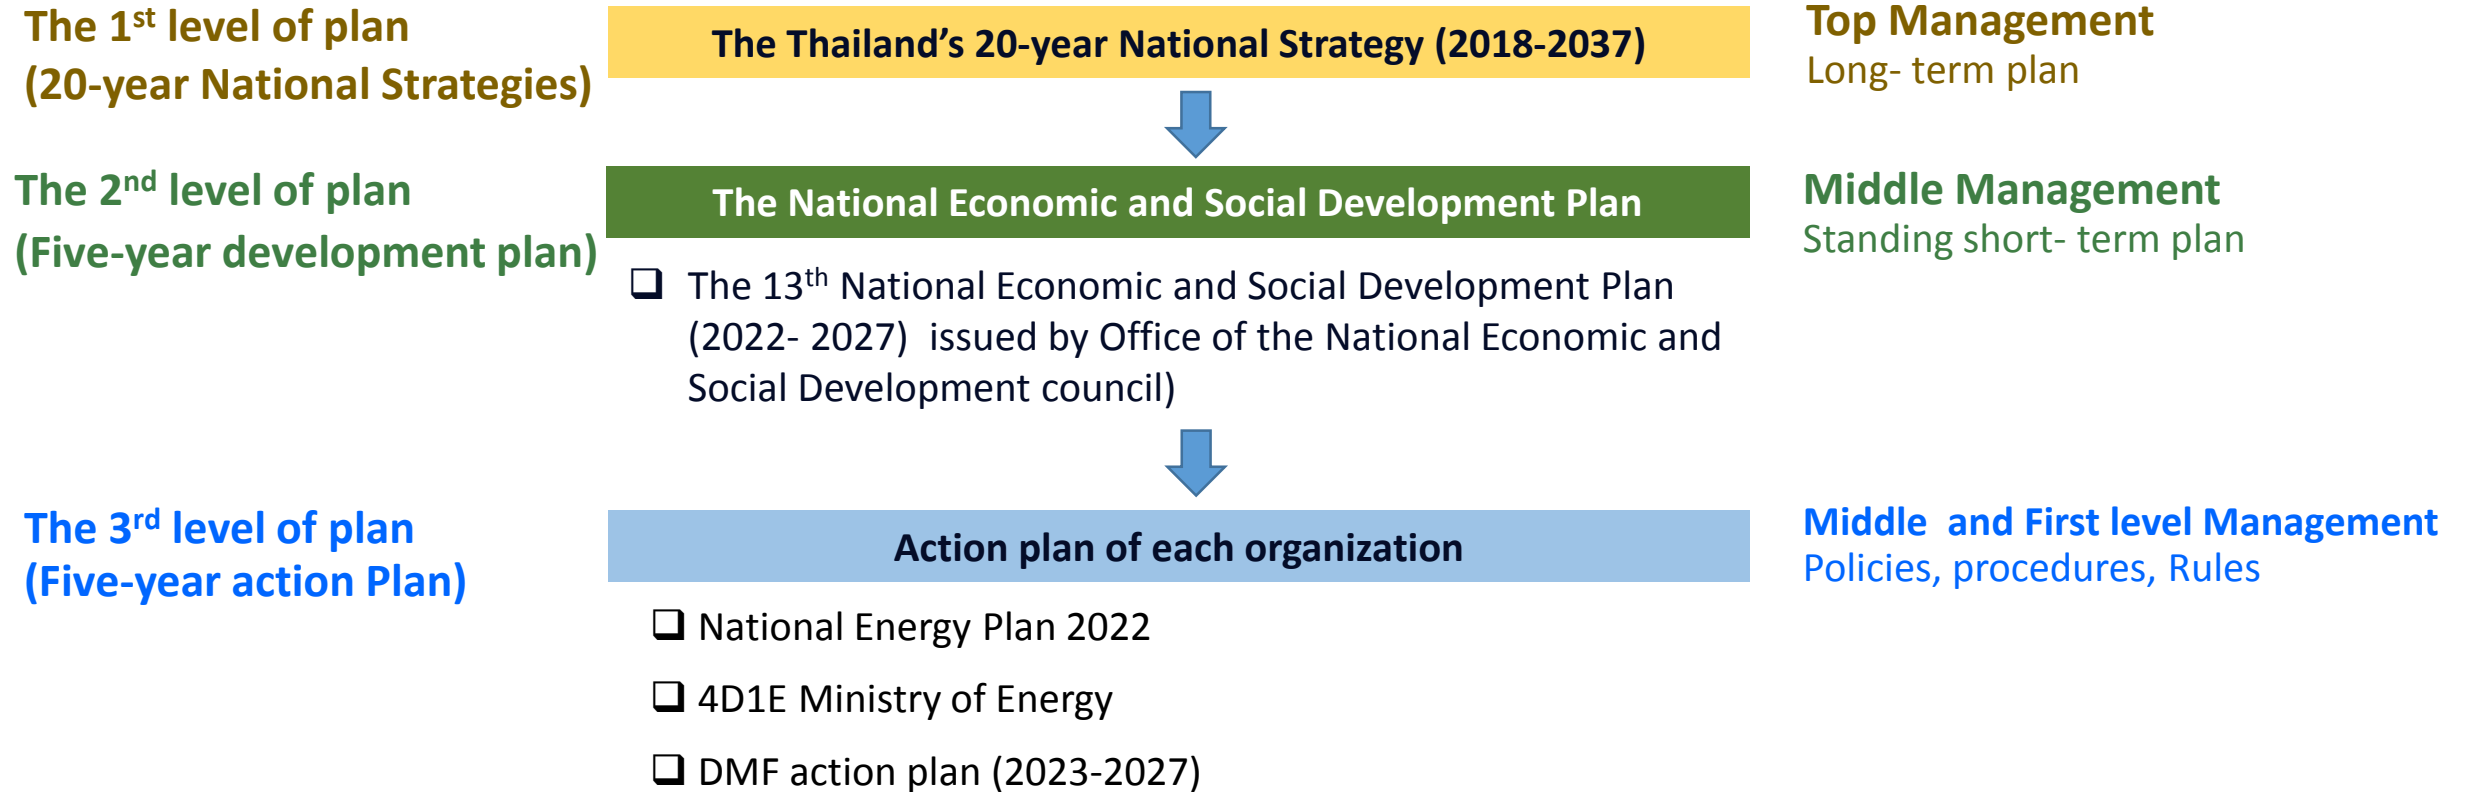 The 1st level of plan
(20-year National Strategies)
The Thailand's 20-year National Strategy (2018-2037)
Top Management
Long- term plan
The 2nd level of plan
(Five-year development plan)
The National Economic and Social Development Plan
Middle Management
Standing short- term plan
❑ The 13th National Economic and Social Development Plan
(2022- 2027)  issued by Office of the National Economic and
Social Development council)
The 3rd level of plan
(Five-year action Plan)
Action plan of each organization
Middle  and First level Management
Policies, procedures, Rules
❑ National Energy Plan 2022
❑ 4D1E Ministry of Energy
❑ DMF action plan (2023-2027)